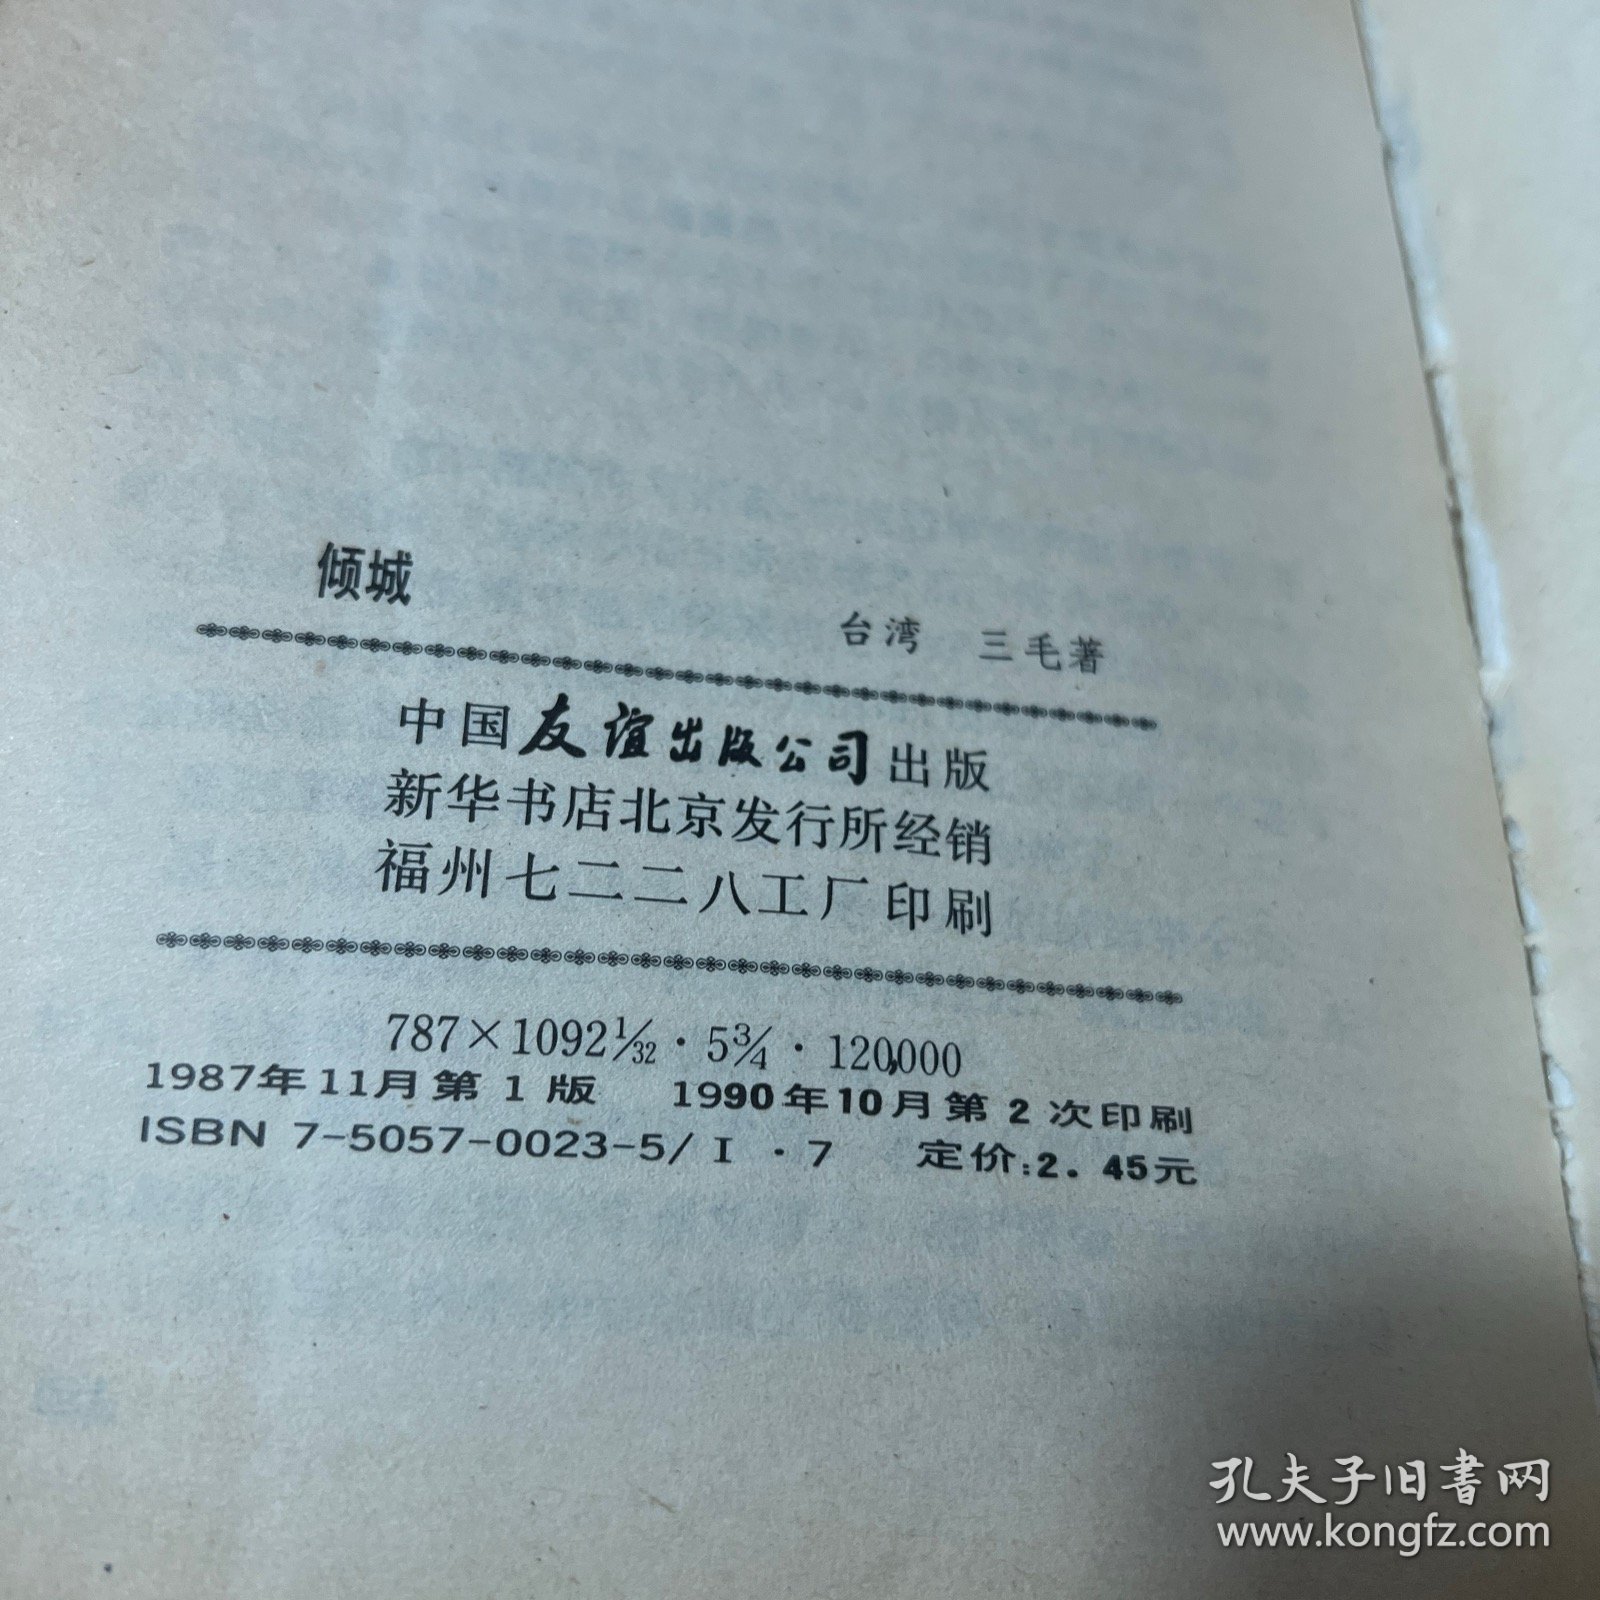 倾城
台湾 三毛著
中国友谊出版公司出版
新华书店北京发行所经销
福州七二二八工厂印刷
787×1092 1/32 · 5 3/4 · 120,000
1987年11月第1版 1990年10月第2次印刷
ISBN 7-5057-0023-5/I·7 定价:2.45元
孔夫子旧书网
www.kongfz.com